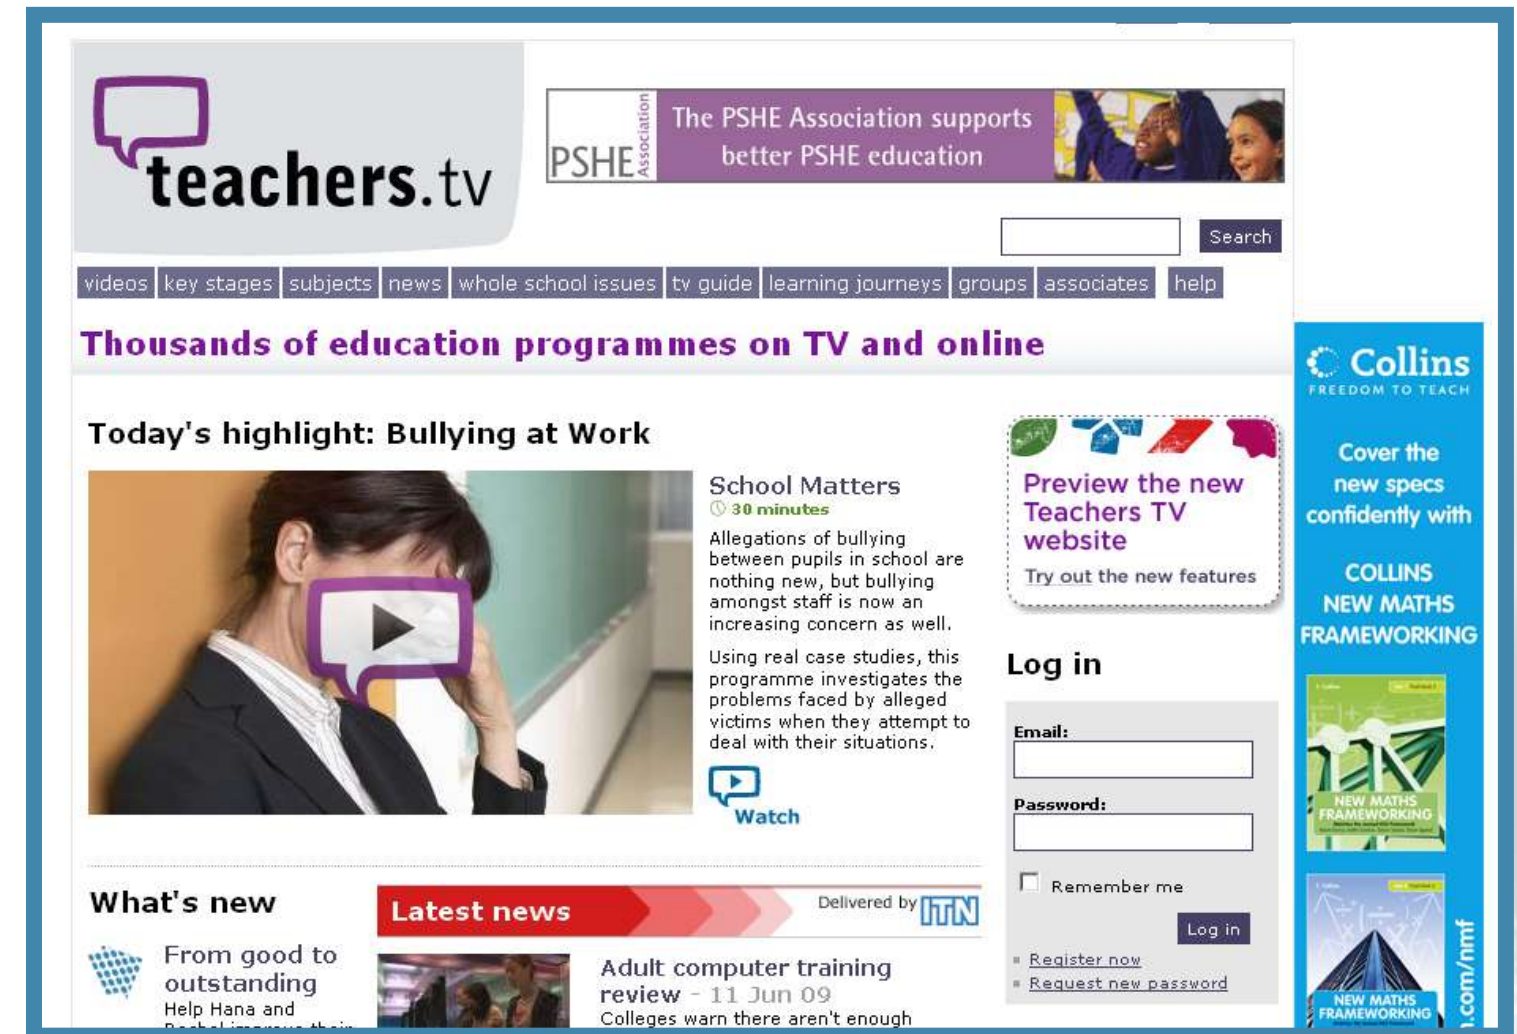 teachers.tv
PSHE Association
The PSHE Association supports
better PSHE education
Search
videos key stages subjects news whole school issues tv guide learning journeys groups associates help
Thousands of education programmes on TV and online
Today's highlight: Bullying at Work
School Matters
30 minutes
Allegations of bullying
between pupils in school are
nothing new, but bullying
amongst staff is now an
increasing concern as well.
Using real case studies, this
programme investigates the
problems faced by alleged
victims when they attempt to
deal with their situations.
Watch
What's new
From good to
outstanding
Help Hana and
Latest news
Delivered by ITN
Adult computer training
review - 11 Jun 09
Colleges warn there aren't enough
Preview the new
Teachers TV
website
Try out the new features
Log in
Email:
Password:
Remember me
Log in
Register now
Request new password
Collins
FREEDOM TO TEACH
Cover the
new specs
confidently with
COLLINS
NEW MATHS
FRAMEWORKING
NEW MATHS
FRAMEWORKING
NEW MATHS
FRAMEWORKING
.com/nmf